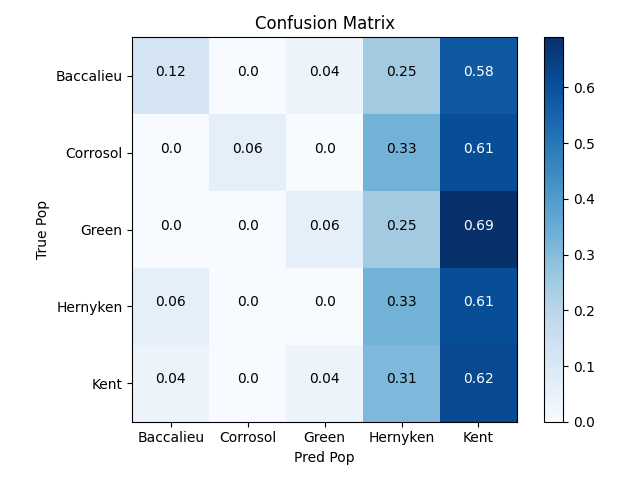 Confusion Matrix
Baccalieu 0.12 0.0 0.04 0.25 0.58 0.6
Corrosol 0.0 0.06 0.0 0.33 0.61 0.5
True Pop
Green 0.0 0.0 0.06 0.25 0.69 0.4
0.3
Hernyken 0.06 0.0 0.0 0.33 0.61 0.2
Kent 0.04 0.0 0.04 0.31 0.62 0.1
0.0
Baccalieu Corrosol Green Hernyken Kent
Pred Pop